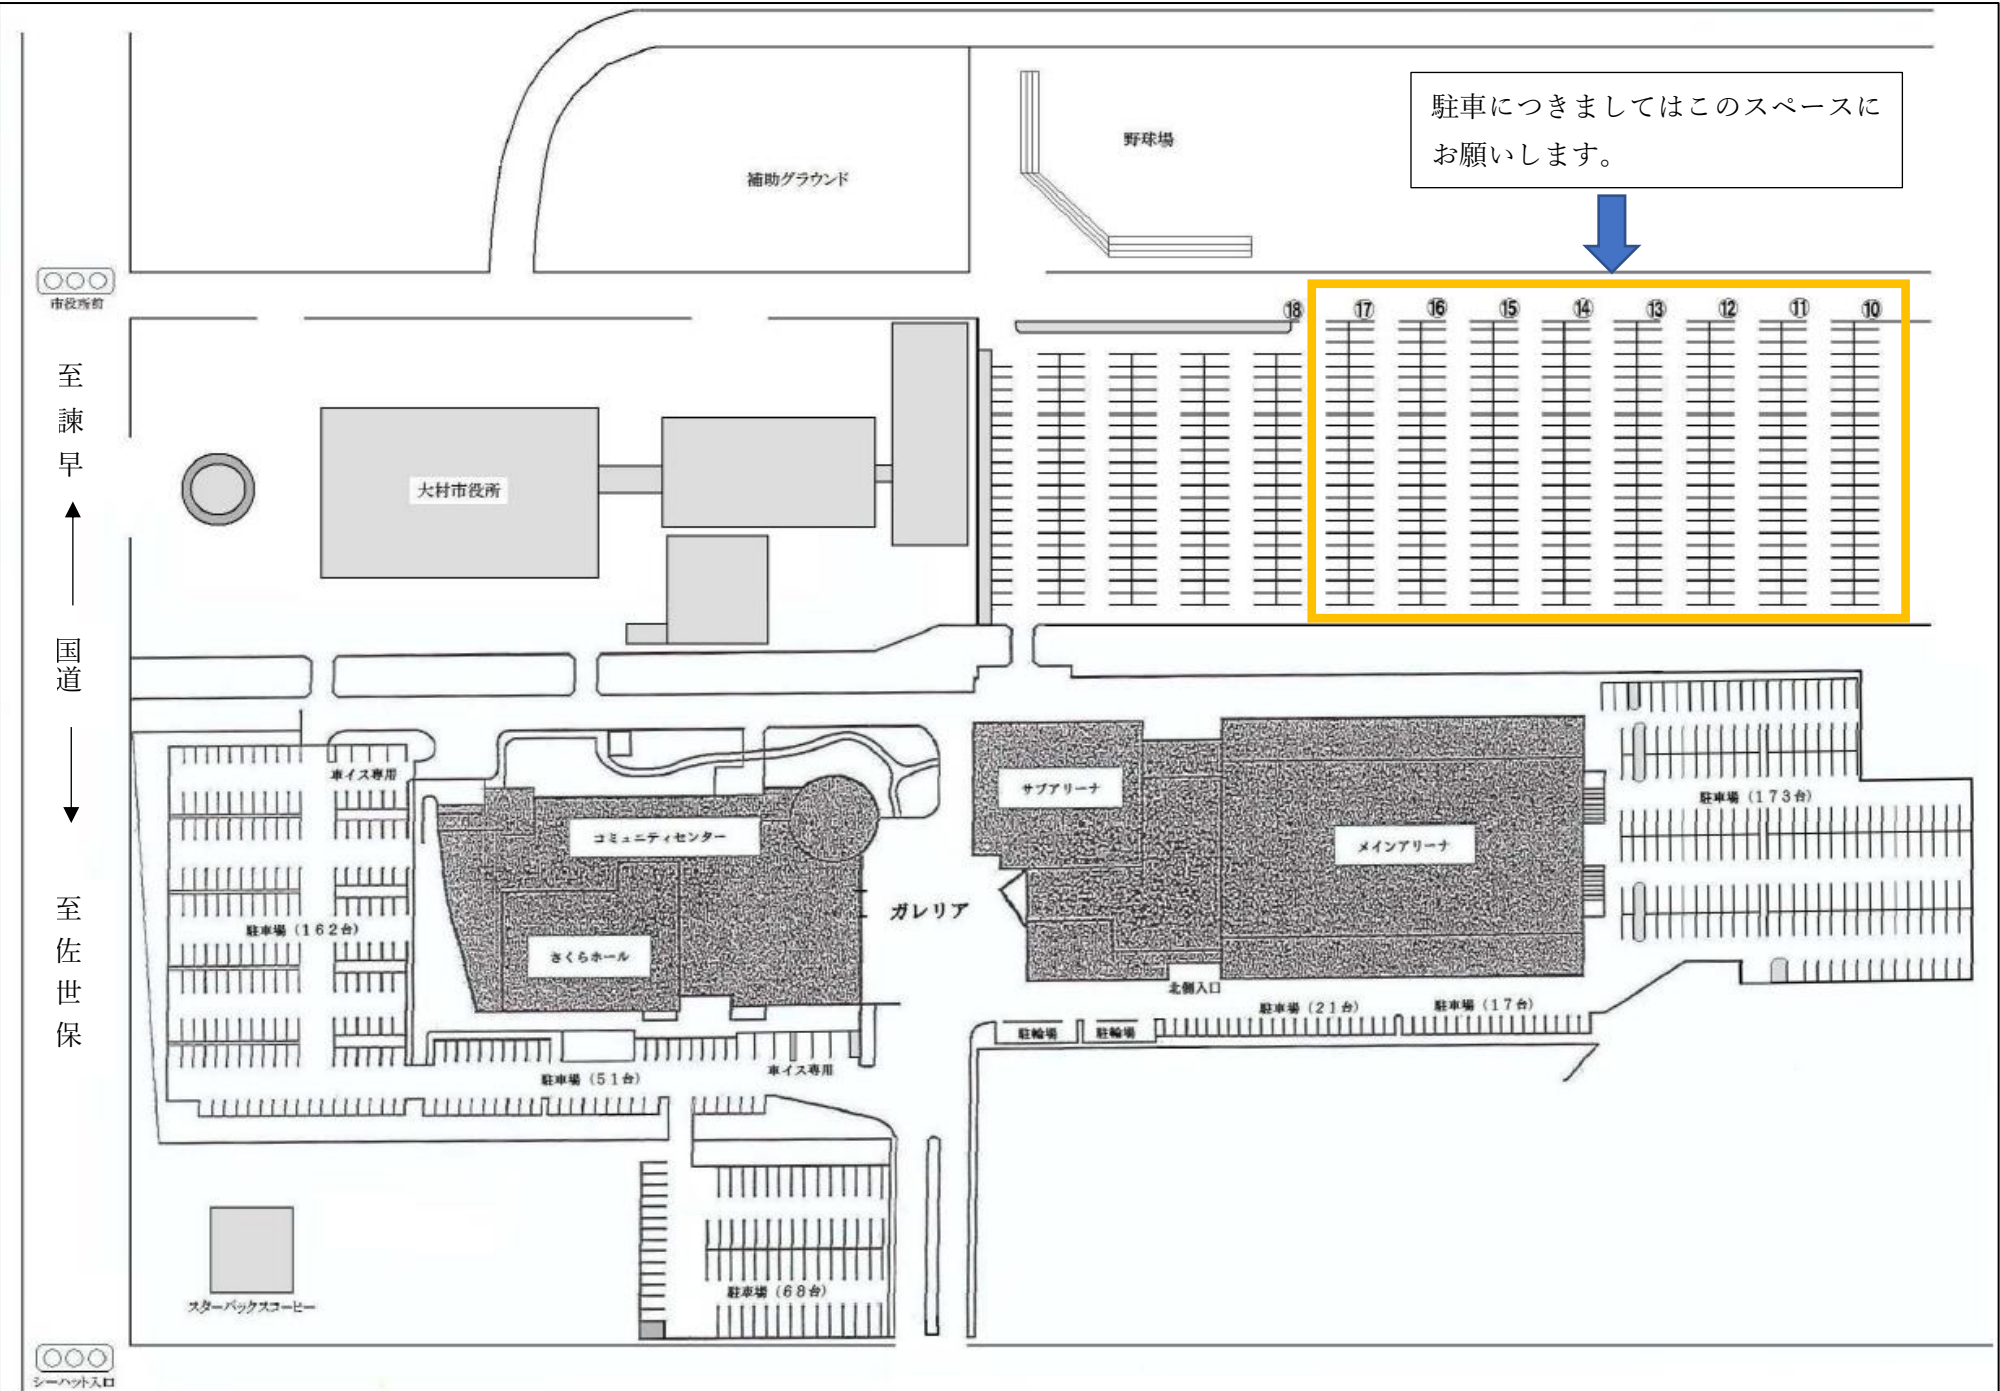 駐車につきましてはこのスペースに
お願いします。
野球場
補助グラウンド
市役所前
⑱ ⑰ ⑯ ⑮ ⑭ ⑬ ⑫ ⑪ ⑩
至諫早
国道
至佐世保
大村市役所
車イス専用
コミュニティセンター
さくらホール
ガレリア
サブアリーナ
メインアリーナ
駐車場(173台)
駐車場(162台)
北側入口
駐車場(21台)
駐車場(17台)
駐輪場
駐輪場
駐車場(51台)
車イス専用
駐車場(68台)
スターバックスコーヒー
シーハット入口